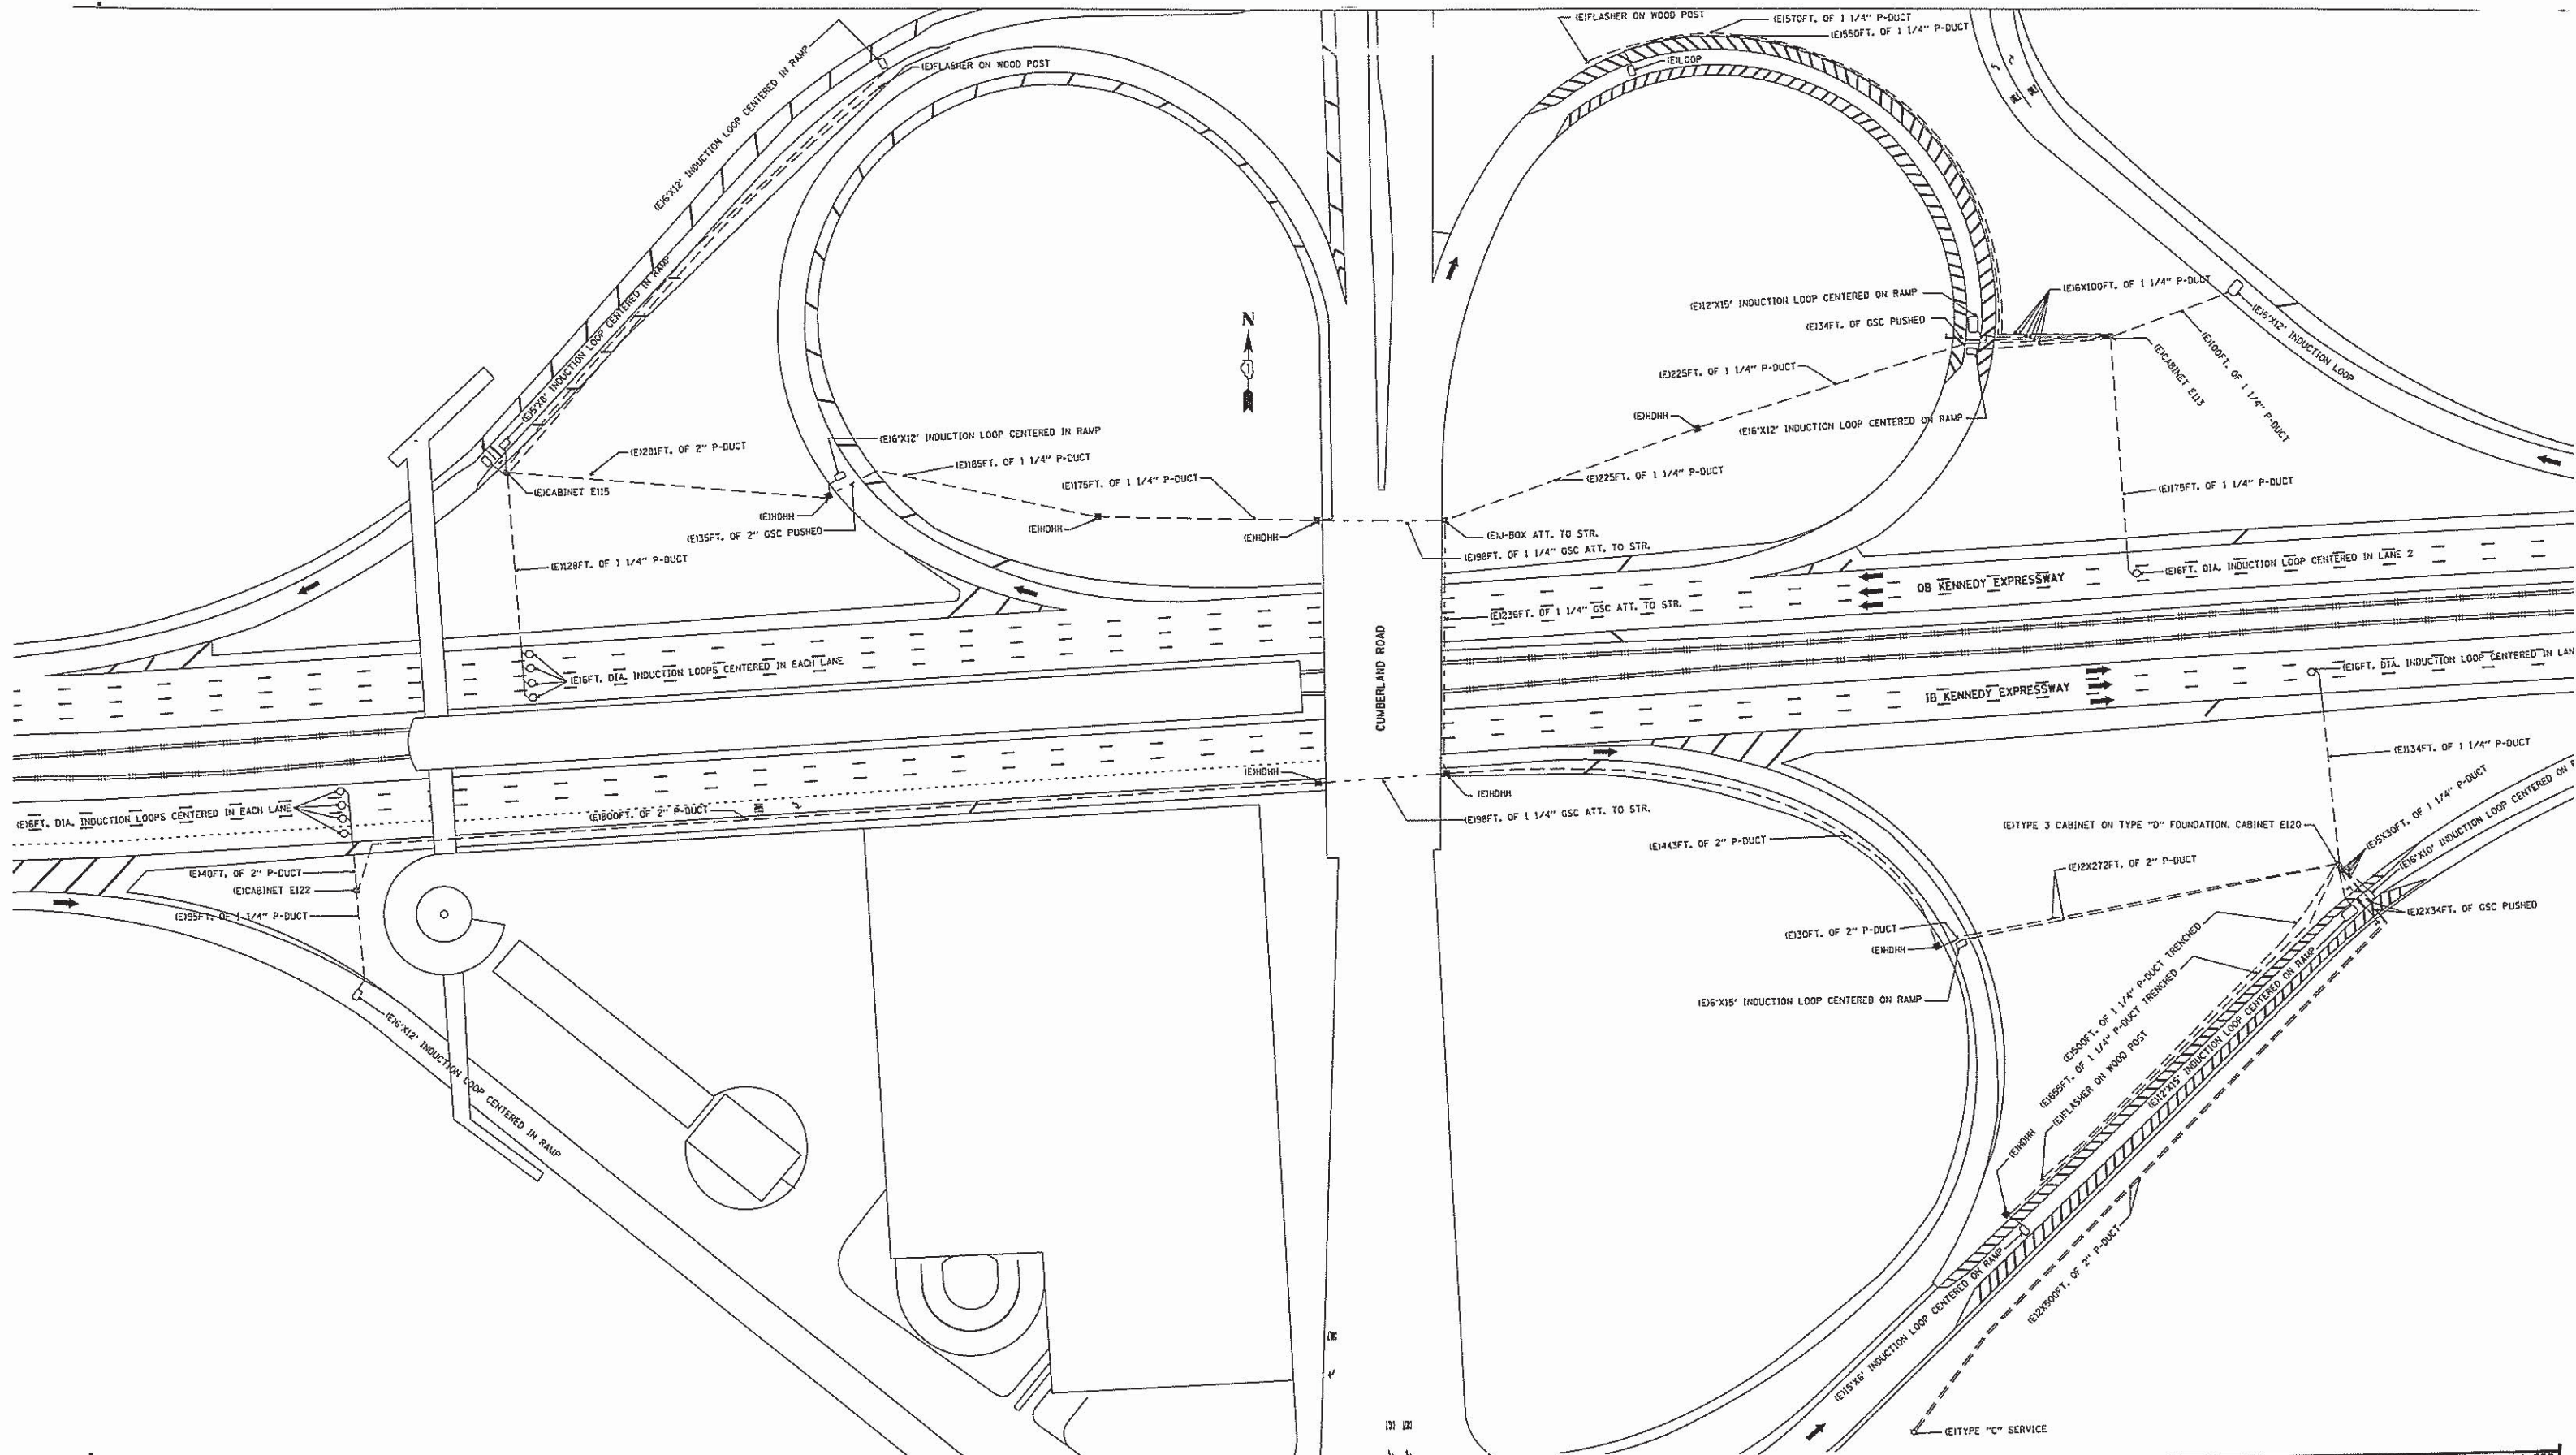 (E)FLASHER ON WOOD POST
(E)570FT. OF 1 1/4" P-DUCT
(E)550FT. OF 1 1/4" P-DUCT
(E)LOOP
(E)FLASHER ON WOOD POST
(E)6'X12' INDUCTION LOOP CENTERED IN RAMP
(E)5'X8' INDUCTION LOOP CENTERED IN RAMP
N
(E)12'X15' INDUCTION LOOP CENTERED ON RAMP
(E)34FT. OF GSC PUSHED
(E)6X100FT. OF 1 1/4" P-DUCT
(E)6'X12' INDUCTION LOOP
(E)100FT. OF 1 1/4" P-DUCT
(E)CABINET E113
(E)225FT. OF 1 1/4" P-DUCT
(E)HDHH
(E)6'X12' INDUCTION LOOP CENTERED ON RAMP
(E)281FT. OF 2" P-DUCT
(E)CABINET E115
(E)6'X12' INDUCTION LOOP CENTERED IN RAMP
(E)185FT. OF 1 1/4" P-DUCT
(E)175FT. OF 1 1/4" P-DUCT
(E)225FT. OF 1 1/4" P-DUCT
(E)175FT. OF 1 1/4" P-DUCT
(E)HDHH
(E)35FT. OF 2" GSC PUSHED
(E)HDHH
(E)HDHH
(E)J-BOX ATT. TO STR.
(E)98FT. OF 1 1/4" GSC ATT. TO STR.
(E)128FT. OF 1 1/4" P-DUCT
(E)6FT. DIA. INDUCTION LOOP CENTERED IN LANE 2
OB KENNEDY EXPRESSWAY
(E)236FT. OF 1 1/4" GSC ATT. TO STR.
(E)6FT. DIA. INDUCTION LOOPS CENTERED IN EACH LANE
CUMBERLAND ROAD
(E)6FT. DIA. INDUCTION LOOP CENTERED IN LAN
IB KENNEDY EXPRESSWAY
(E)134FT. OF 1 1/4" P-DUCT
(E)HDHH
(E)HDHH
(E)98FT. OF 1 1/4" GSC ATT. TO STR.
(E)6FT. DIA. INDUCTION LOOPS CENTERED IN EACH LANE
(E)800FT. OF 2" P-DUCT
(E)443FT. OF 2" P-DUCT
(E)TYPE 3 CABINET ON TYPE "D" FOUNDATION, CABINET E120
(E)5X30FT. OF 1 1/4" P-DUCT
(E)6'X10' INDUCTION LOOP CENTERED ON R
(E)2X272FT. OF 2" P-DUCT
(E)2X34FT. OF GSC PUSHED
(E)40FT. OF 2" P-DUCT
(E)CABINET E122
(E)95FT. OF 1 1/4" P-DUCT
(E)30FT. OF 2" P-DUCT
(E)HDHH
(E)6'X15' INDUCTION LOOP CENTERED ON RAMP
(E)500FT. OF 1 1/4" P-DUCT TRENCHED
(E)655FT. OF 1 1/4" P-DUCT TRENCHED
(E)FLASHER ON WOOD POST
(E)12'X15' INDUCTION LOOP CENTERED ON RAMP
(E)6'X12' INDUCTION LOOP CENTERED IN RAMP
(E)HDHH
(E)2X500FT. OF 2" P-DUCT
(E)15'X6' INDUCTION LOOP CENTERED ON RAMP
(E)TYPE "C" SERVICE